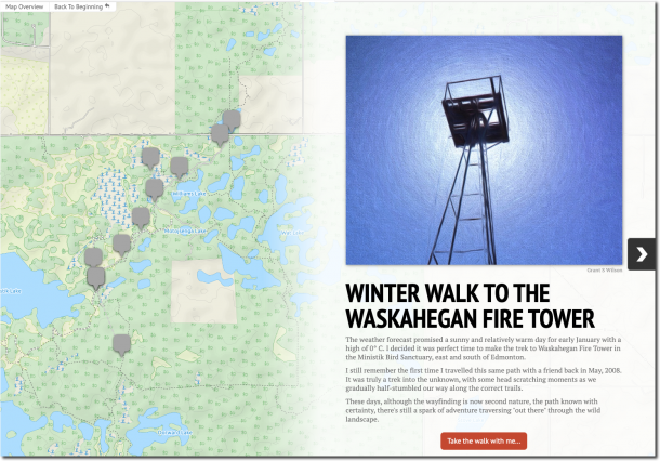 Map Overview Back To Beginning
Williams Lake
Grant S Wilson
WINTER WALK TO THE
WASKAHEGAN FIRE TOWER
The weather forecast promised a sunny and relatively warm day for early January with a
high of 0° C. I decided it was perfect time to make the trek to Waskahegan Fire Tower in
the Ministik Bird Sanctuary, east and south of Edmonton.
I still remember the first time I travelled this same path with a friend back in May, 2008.
It was truly a trek into the unknown, with some head scratching moments as we
gradually half-stumbled our way along the correct trails.
These days, although the wayfinding is now second nature, the path known with
certainty, there's still a spark of adventure traversing "out there" through the wild
landscape.
Take the walk with me...